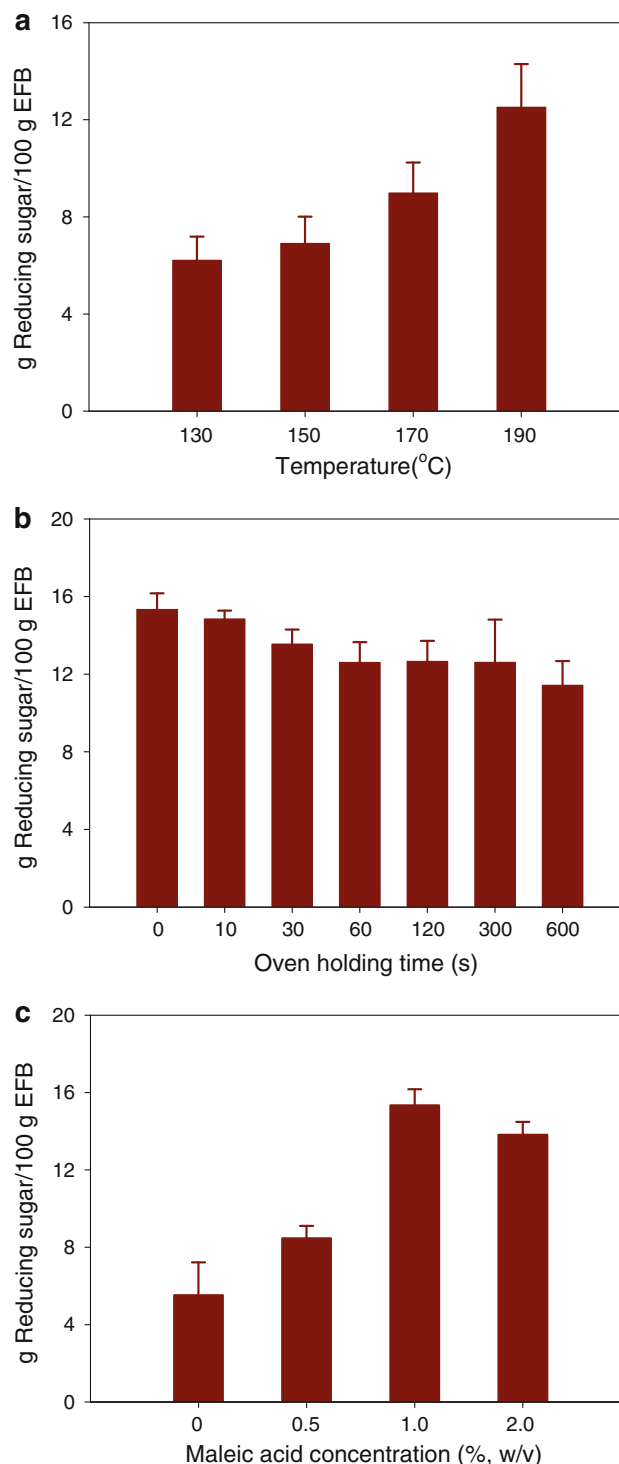 a
g Reducing sugar/100 g EFB
16
12
8
4
0
130 150 170 190
Temperature(°C)
b
g Reducing sugar/100 g EFB
20
16
12
8
4
0
0 10 30 60 120 300 600
Oven holding time (s)
c
g Reducing sugar/100 g EFB
20
16
12
8
4
0
0 0.5 1.0 2.0
Maleic acid concentration (%, w/v)